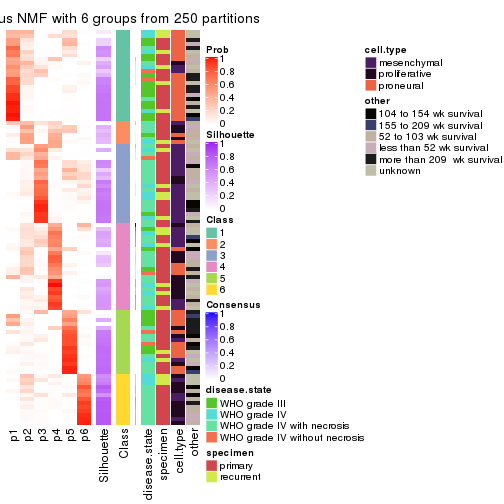 us NMF with 6 groups from 250 partitions
Prob
1
0.8
0.6
0.4
0.2
0
Silhouette
1
0.8
0.6
0.4
0.2
0
Class
1
2
3
4
5
6
Consensus
1
0.8
0.6
0.4
0.2
0
disease.state
WHO grade III
WHO grade IV
WHO grade IV with necrosis
WHO grade IV without necrosis
specimen
primary
recurrent
cell.type
mesenchymal
proliferative
proneural
other
104 to 154 wk survival
155 to 209 wk survival
52 to 103 wk survival
less than 52 wk survival
more than 209  wk survival
unknown
p1
p2
p3
p4
p5
p6
Silhouette
Class
disease.state
specimen
cell.type
other